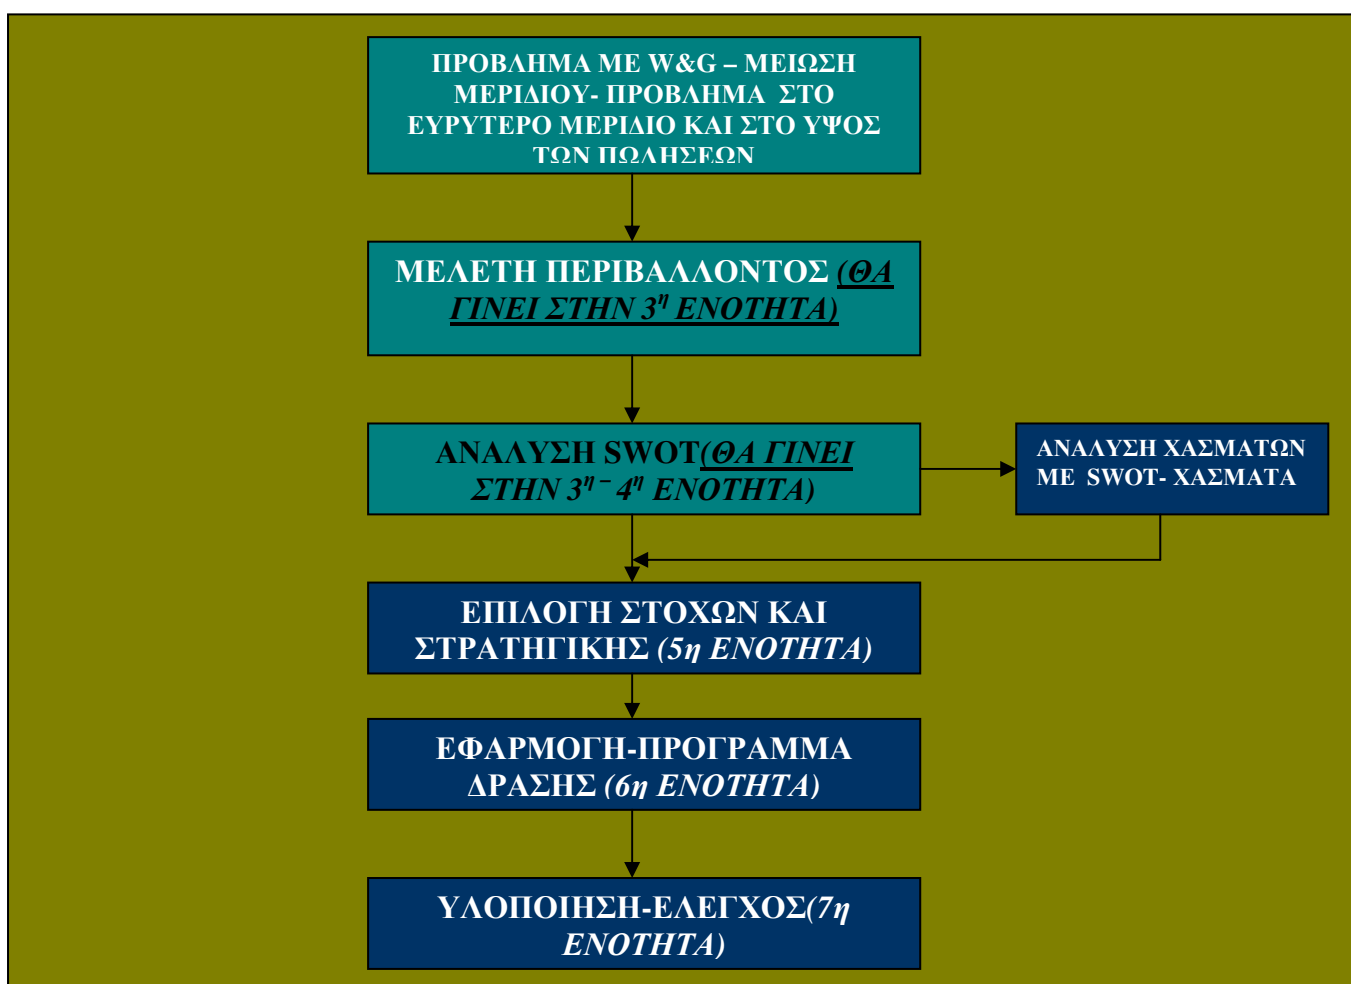 ΠΡΟΒΛΗΜΑ ΜΕ W&G – ΜΕΙΩΣΗ
ΜΕΡΙΔΙΟΥ- ΠΡΟΒΛΗΜΑ ΣΤΟ
ΕΥΡΥΤΕΡΟ ΜΕΡΙΔΙΟ ΚΑΙ ΣΤΟ ΥΨΟΣ
ΤΩΝ ΠΩΛΗΣΕΩΝ
ΜΕΛΕΤΗ ΠΕΡΙΒΑΛΛΟΝΤΟΣ (ΘΑ
ΓΙΝΕΙ ΣΤΗΝ 3η ΕΝΟΤΗΤΑ)
ΑΝΑΛΥΣΗ SWOT(ΘΑ ΓΙΝΕΙ
ΣΤΗΝ 3η – 4η ΕΝΟΤΗΤΑ)
ΑΝΑΛΥΣΗ ΧΑΣΜΑΤΩΝ
ΜΕ SWOT- ΧΑΣΜΑΤΑ
ΕΠΙΛΟΓΗ ΣΤΟΧΩΝ ΚΑΙ
ΣΤΡΑΤΗΓΙΚΗΣ (5η ΕΝΟΤΗΤΑ)
ΕΦΑΡΜΟΓΗ-ΠΡΟΓΡΑΜΜΑ
ΔΡΑΣΗΣ (6η ΕΝΟΤΗΤΑ)
ΥΛΟΠΟΙΗΣΗ-ΕΛΕΓΧΟΣ(7η
ΕΝΟΤΗΤΑ)